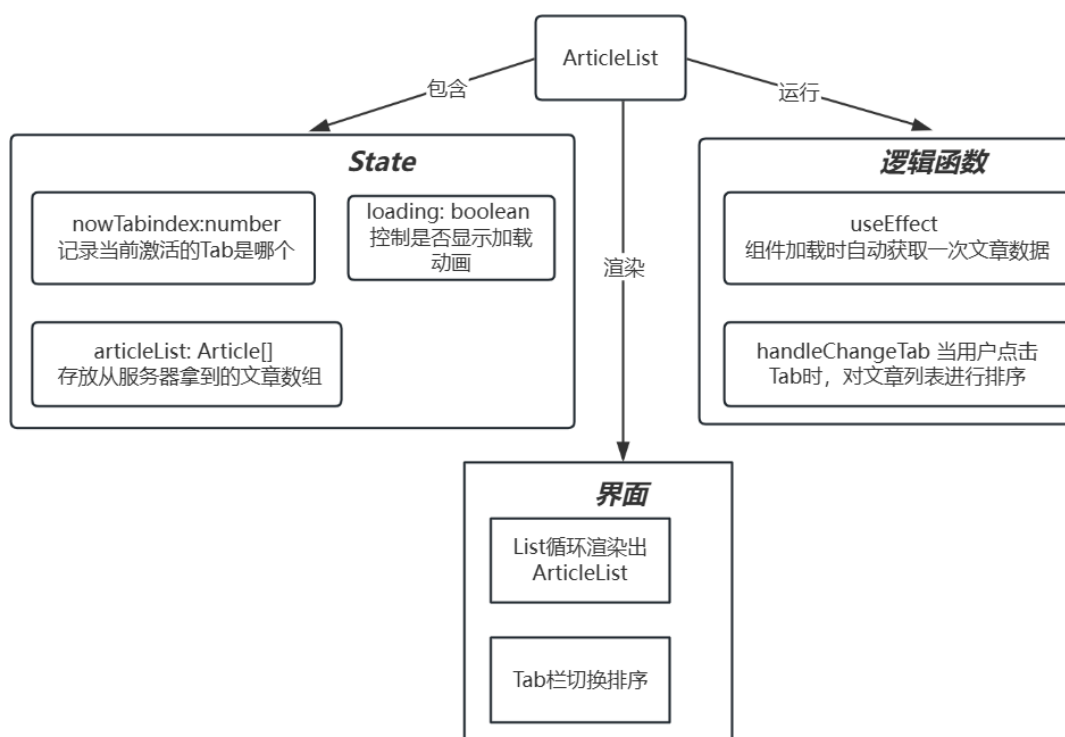 ArticleList
包含
运行
渲染
State
nowTabindex:number
记录当前激活的Tab是哪个
loading: boolean
控制是否显示加载
动画
articleList: Article[]
存放从服务器拿到的文章数组
逻辑函数
useEffect
组件加载时自动获取一次文章数据
handleChangeTab 当用户点击
Tab时，对文章列表进行排序
界面
List循环渲染出
ArticleList
Tab栏切换排序